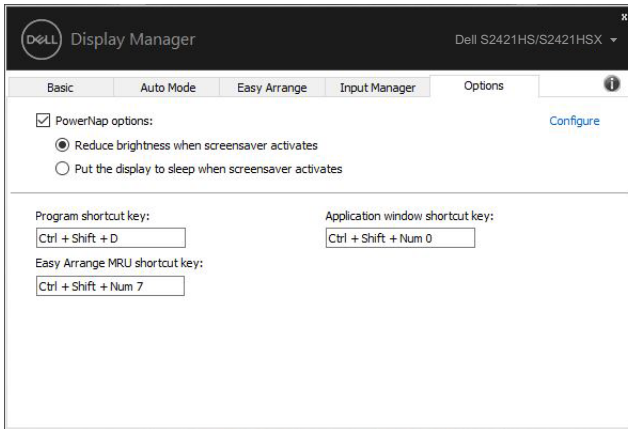 x
DELL Display Manager
Dell S2421HS/S2421HSX
Basic Auto Mode Easy Arrange Input Manager Options i
PowerNap options: Configure
Reduce brightness when screensaver activates
Put the display to sleep when screensaver activates
Program shortcut key: Application window shortcut key:
Ctrl + Shift + D Ctrl + Shift + Num 0
Easy Arrange MRU shortcut key:
Ctrl + Shift + Num 7